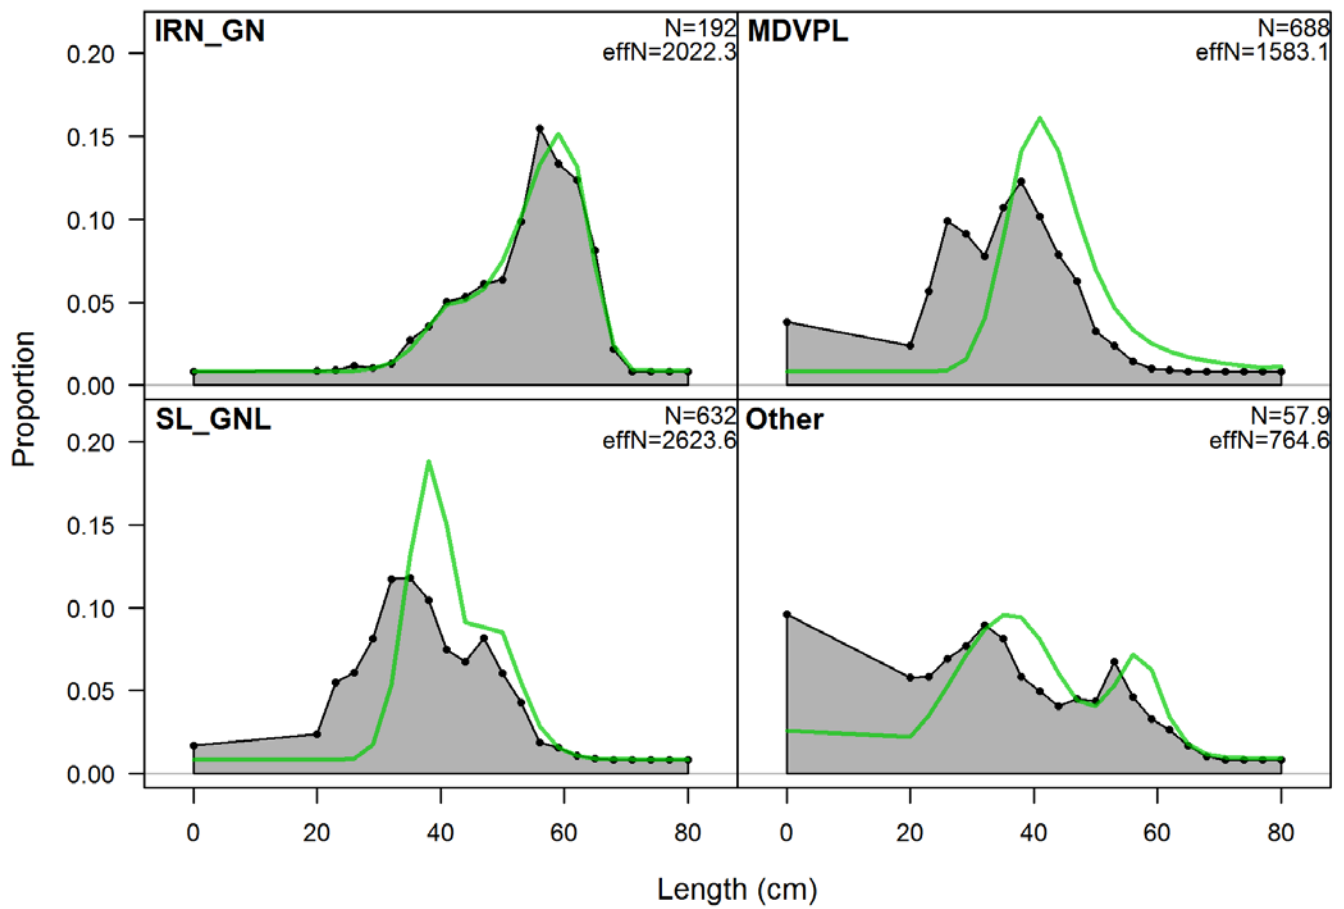 IRN_GN
N=192
effN=2022.3
MDVPL
N=688
effN=1583.1
0.20
0.15
0.10
0.05
0.00
SL_GNL
N=632
effN=2623.6
Other
N=57.9
effN=764.6
0.20
0.15
0.10
0.05
0.00
Proportion
0 20 40 60 80
0 20 40 60 80
Length (cm)